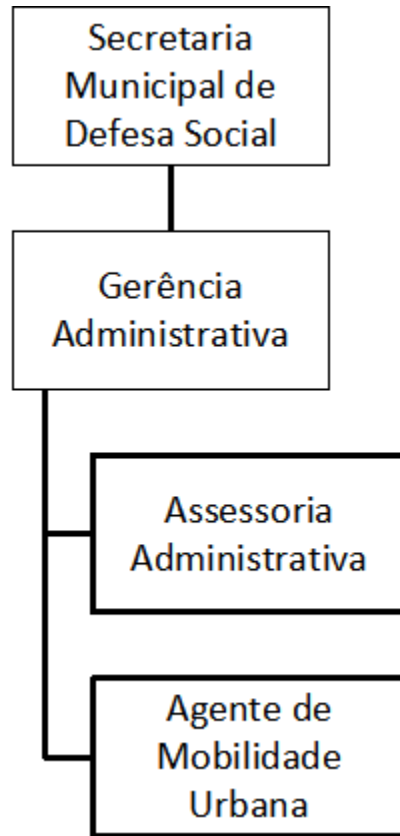 Secretaria
Municipal de
Defesa Social
Gerência
Administrativa
Assessoria
Administrativa
Agente de
Mobilidade
Urbana